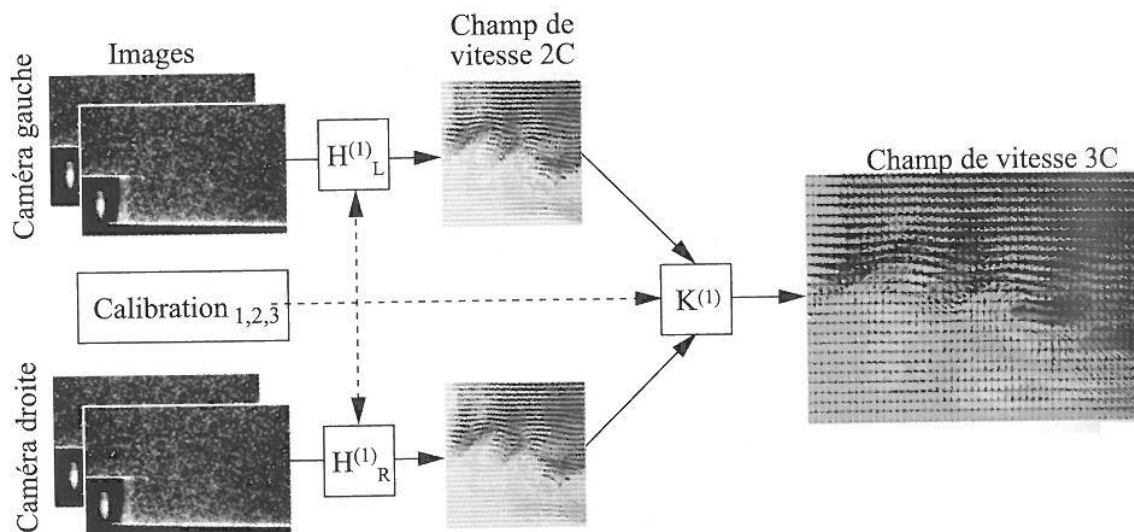 Caméra gauche
Images
Champ de
vitesse 2C
H(1)L
Champ de vitesse 3C
Calibration 1,2,3
K(1)
Caméra droite
H(1)R